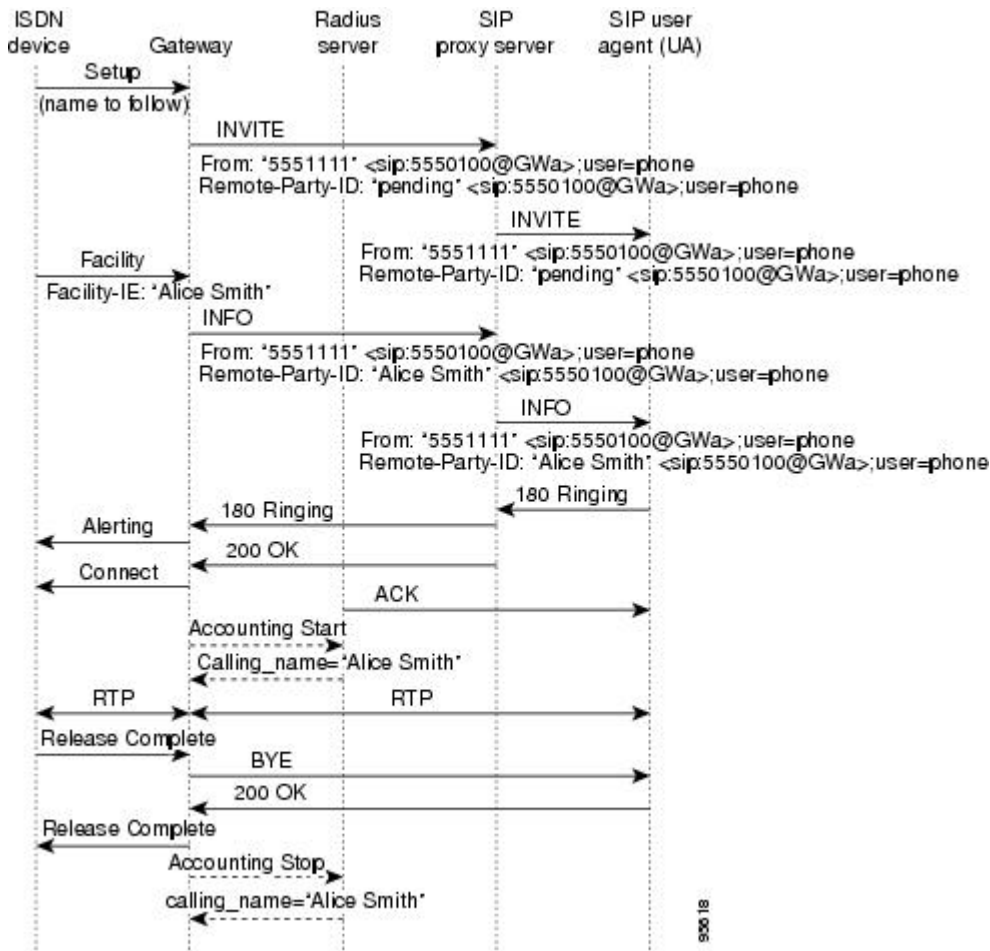 ISDN device
Gateway
Radius server
SIP proxy server
SIP user agent (UA)
Setup
(name to follow)
INVITE
From: "5551111" <sip:5550100@GWa>;user=phone
Remote-Party-ID: "pending" <sip:5550100@GWa>;user=phone
INVITE
From: "5551111" <sip:5550100@GWa>;user=phone
Remote-Party-ID: "pending" <sip:5550100@GWa>;user=phone
Facility
Facility-IE: "Alice Smith"
INFO
From: "5551111" <sip:5550100@GWa>;user=phone
Remote-Party-ID: "Alice Smith" <sip:5550100@GWa>;user=phone
INFO
From: "5551111" <sip:5550100@GWa>;user=phone
Remote-Party-ID: "Alice Smith" <sip:5550100@GWa>;user=phone
180 Ringing
180 Ringing
Alerting
200 OK
Connect
ACK
Accounting Start
Calling_name="Alice Smith"
RTP
RTP
Release Complete
BYE
200 OK
Release Complete
Accounting Stop
calling_name="Alice Smith"
95618